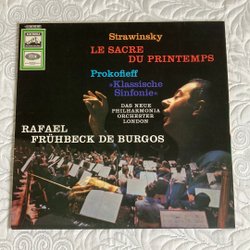 Strawinsky
LE SACRE
DU PRINTEMPS
Prokofieff
»Klassische
Sinfonie«
DAS NEUE
PHILHARMONIA
ORCHESTER
LONDON
RAFAEL
FRÜHBECK DE BURGOS